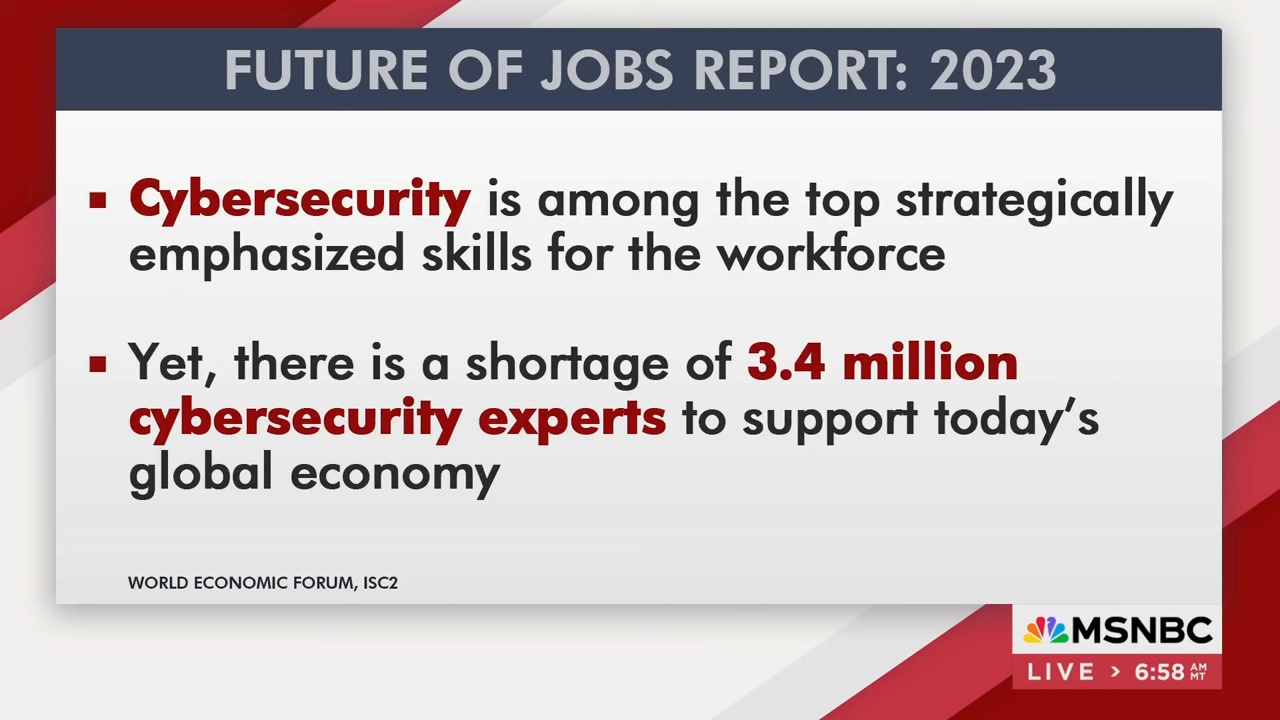 FUTURE OF JOBS REPORT: 2023
▪ Cybersecurity is among the top strategically
emphasized skills for the workforce
▪ Yet, there is a shortage of 3.4 million
cybersecurity experts to support today's
global economy
WORLD ECONOMIC FORUM, ISC2
MSNBC
LIVE > 6:58 AM MT